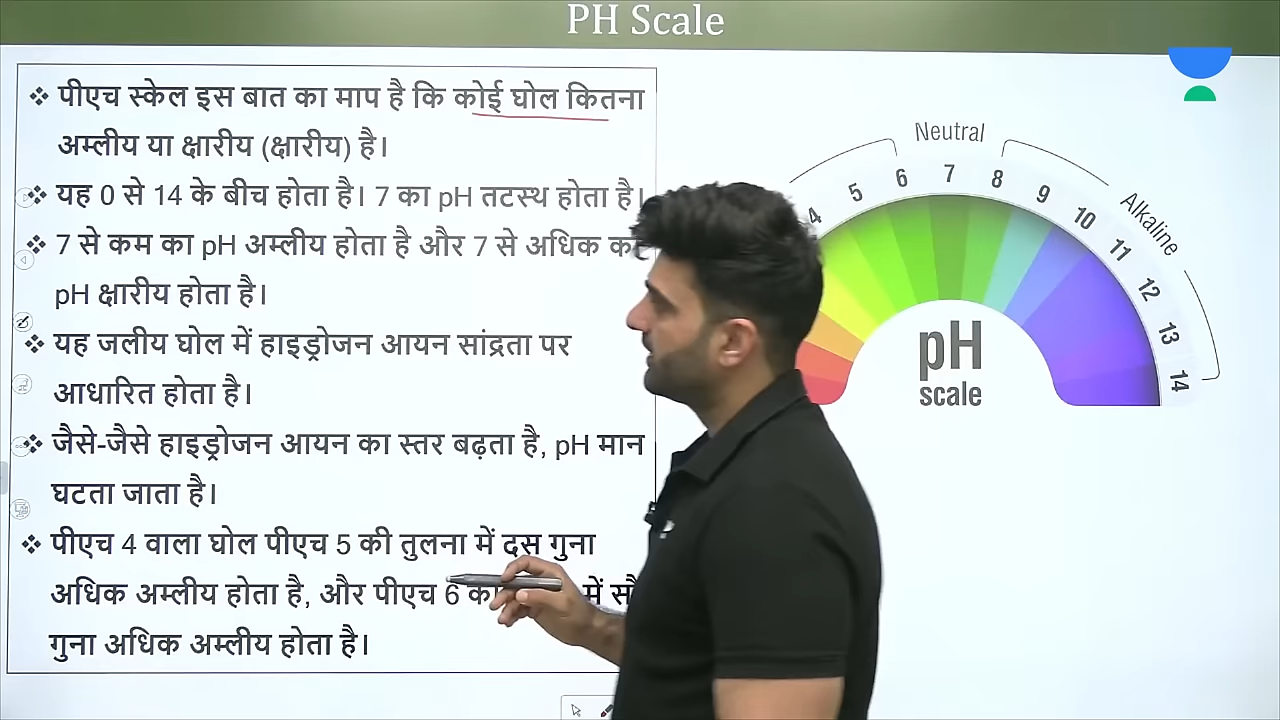 PH Scale
❖ पीएच स्केल इस बात का माप है कि कोई घोल कितना
अम्लीय या क्षारीय (क्षारीय) है।
❖ यह 0 से 14 के बीच होता है। 7 का pH तटस्थ होता है।
❖ 7 से कम का pH अम्लीय होता है और 7 से अधिक का
pH क्षारीय होता है।
❖ यह जलीय घोल में हाइड्रोजन आयन सांद्रता पर
आधारित होता है।
❖ जैसे-जैसे हाइड्रोजन आयन का स्तर बढ़ता है, pH मान
घटता जाता है।
❖ पीएच 4 वाला घोल पीएच 5 की तुलना में दस गुना
अधिक अम्लीय होता है, और पीएच 6 में
गुना अधिक अम्लीय होता है।
Neutral
Alkaline
4 5 6 7 8 9 10 11 12 13 14
pH
scale